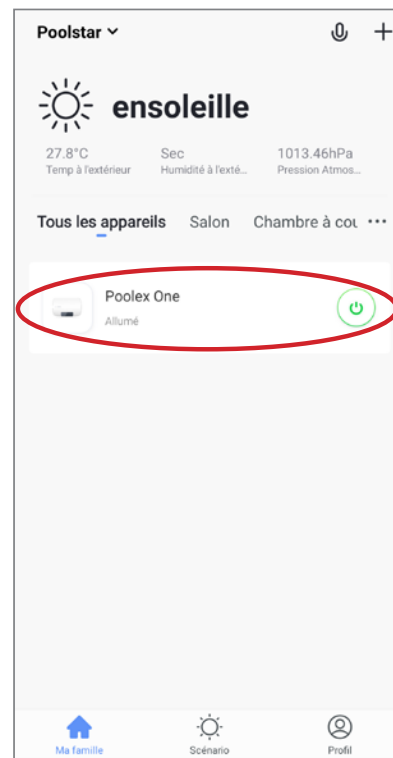 Poolstar
ensoleille
27.8°C Sec 1013.46hPa
Temp à l'extérieur Humidité à l'exté... Pression Atmos...
Tous les appareils Salon Chambre à cou ...
Poolex One
Allumé
Ma famille Scénario Profil